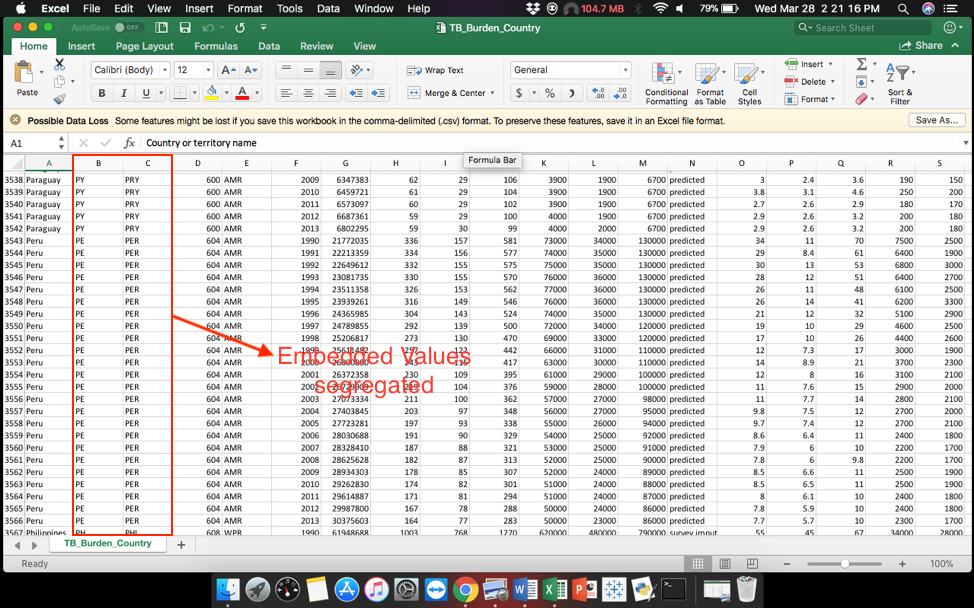 Excel File Edit View Insert Format Tools Data Window Help 104.7 MB 79% Wed Mar 28 2 21 16 PM
AutoSave OFF TB_Burden_Country Search Sheet
Home Insert Page Layout Formulas Data Review View Share
Paste Calibri (Body) 12 A A Wrap Text General Insert
B I U A Merge & Center $ % Conditional Formatting Format as Table Cell Styles Delete Format Sort & Filter
Possible Data Loss Some features might be lost if you save this workbook in the comma-delimited (.csv) format. To preserve these features, save it in an Excel file format. Save As...
A1 fx Country or territory name
Formula Bar
A B C D E F G H I K L M N O P Q R S
3538 Paraguay PY PRY 600 AMR 2009 6347383 62 29 106 3900 1900 6700 predicted 3 2.4 3.6 190 150
3539 Paraguay PY PRY 600 AMR 2010 6459721 61 29 104 3900 1900 6700 predicted 3.8 3.1 4.6 250 200
3540 Paraguay PY PRY 600 AMR 2011 6573097 60 29 102 3900 1900 6700 predicted 2.7 2.6 2.9 180 170
3541 Paraguay PY PRY 600 AMR 2012 6687361 59 29 100 4000 1900 6700 predicted 2.9 2.6 3.2 200 180
3542 Paraguay PY PRY 600 AMR 2013 6802295 59 30 99 4000 2000 6700 predicted 2.9 2.6 3.2 200 180
3543 Peru PE PER 604 AMR 1990 21772035 336 157 581 73000 34000 130000 predicted 34 11 70 7500 2500
3544 Peru PE PER 604 AMR 1991 22213359 334 156 577 74000 35000 130000 predicted 29 8.4 61 6400 1900
3545 Peru PE PER 604 AMR 1992 22649612 332 155 575 75000 35000 130000 predicted 30 13 53 6800 3000
3546 Peru PE PER 604 AMR 1993 23081735 330 155 570 76000 36000 130000 predicted 28 12 51 6400 2700
3547 Peru PE PER 604 AMR 1994 23511358 326 153 562 77000 36000 130000 predicted 26 11 48 6100 2500
3548 Peru PE PER 604 AMR 1995 23939261 316 149 546 76000 36000 130000 predicted 26 14 41 6200 3300
3549 Peru PE PER 604 AMR 1996 24365985 304 143 524 74000 35000 130000 predicted 21 12 32 5100 2900
3550 Peru PE PER 604 AMR 1997 24789855 292 139 500 72000 34000 120000 predicted 19 10 29 4600 2500
3551 Peru PE PER 604 AMR 1998 25206817 273 130 470 69000 33000 120000 predicted 17 10 26 4400 2600
3552 Peru PE PER 604 AMR 442 66000 31000 110000 predicted 12 7.3 17 3000 1900
3553 Peru PE PER 417 63000 30000 110000 predicted 14 8.9 21 3700 2300
Embedded Values
segregated
3554 Peru PE PER 604 AMR 2001 26372358 230 109 395 61000 29000 100000 predicted 12 8 16 3100 2100
3555 Peru PE PER 604 AMR 104 376 59000 28000 100000 predicted 11 7.6 15 2900 2000
3556 Peru PE PER 604 AMR 2003 27073334 211 100 362 57000 27000 98000 predicted 11 7.7 14 2800 2100
3557 Peru PE PER 604 AMR 2004 27403845 203 97 348 56000 27000 95000 predicted 9.8 7.5 12 2700 2000
3558 Peru PE PER 604 AMR 2005 27723281 197 93 338 55000 26000 94000 predicted 9.7 7.4 12 2700 2100
3559 Peru PE PER 604 AMR 2006 28030688 191 90 329 54000 25000 92000 predicted 8.6 6.4 11 2400 1800
3560 Peru PE PER 604 AMR 2007 28328410 187 88 321 53000 25000 91000 predicted 7.9 6 10 2200 1700
3561 Peru PE PER 604 AMR 2008 28625628 182 87 313 52000 25000 90000 predicted 7.8 6 9.8 2200 1700
3562 Peru PE PER 604 AMR 2009 28934303 178 85 307 52000 24000 89000 predicted 8.5 6.6 11 2500 1900
3563 Peru PE PER 604 AMR 2010 29262830 174 82 301 51000 24000 88000 predicted 8.5 6.5 11 2500 1900
3564 Peru PE PER 604 AMR 2011 29614887 171 81 294 51000 24000 87000 predicted 8 6.1 10 2400 1800
3565 Peru PE PER 604 AMR 2012 29987800 167 78 288 50000 24000 86000 predicted 7.8 5.9 10 2400 1800
3566 Peru PE PER 604 AMR 2013 30375603 164 77 283 50000 23000 86000 predicted 7.7 5.7 10 2300 1700
3567 Philippines PH PHL 608 WPR 1990 61948688 1003 768 1270 620000 480000 790000 survey imput 55 45 67 34000 28000
TB_Burden_Country
Ready 100%